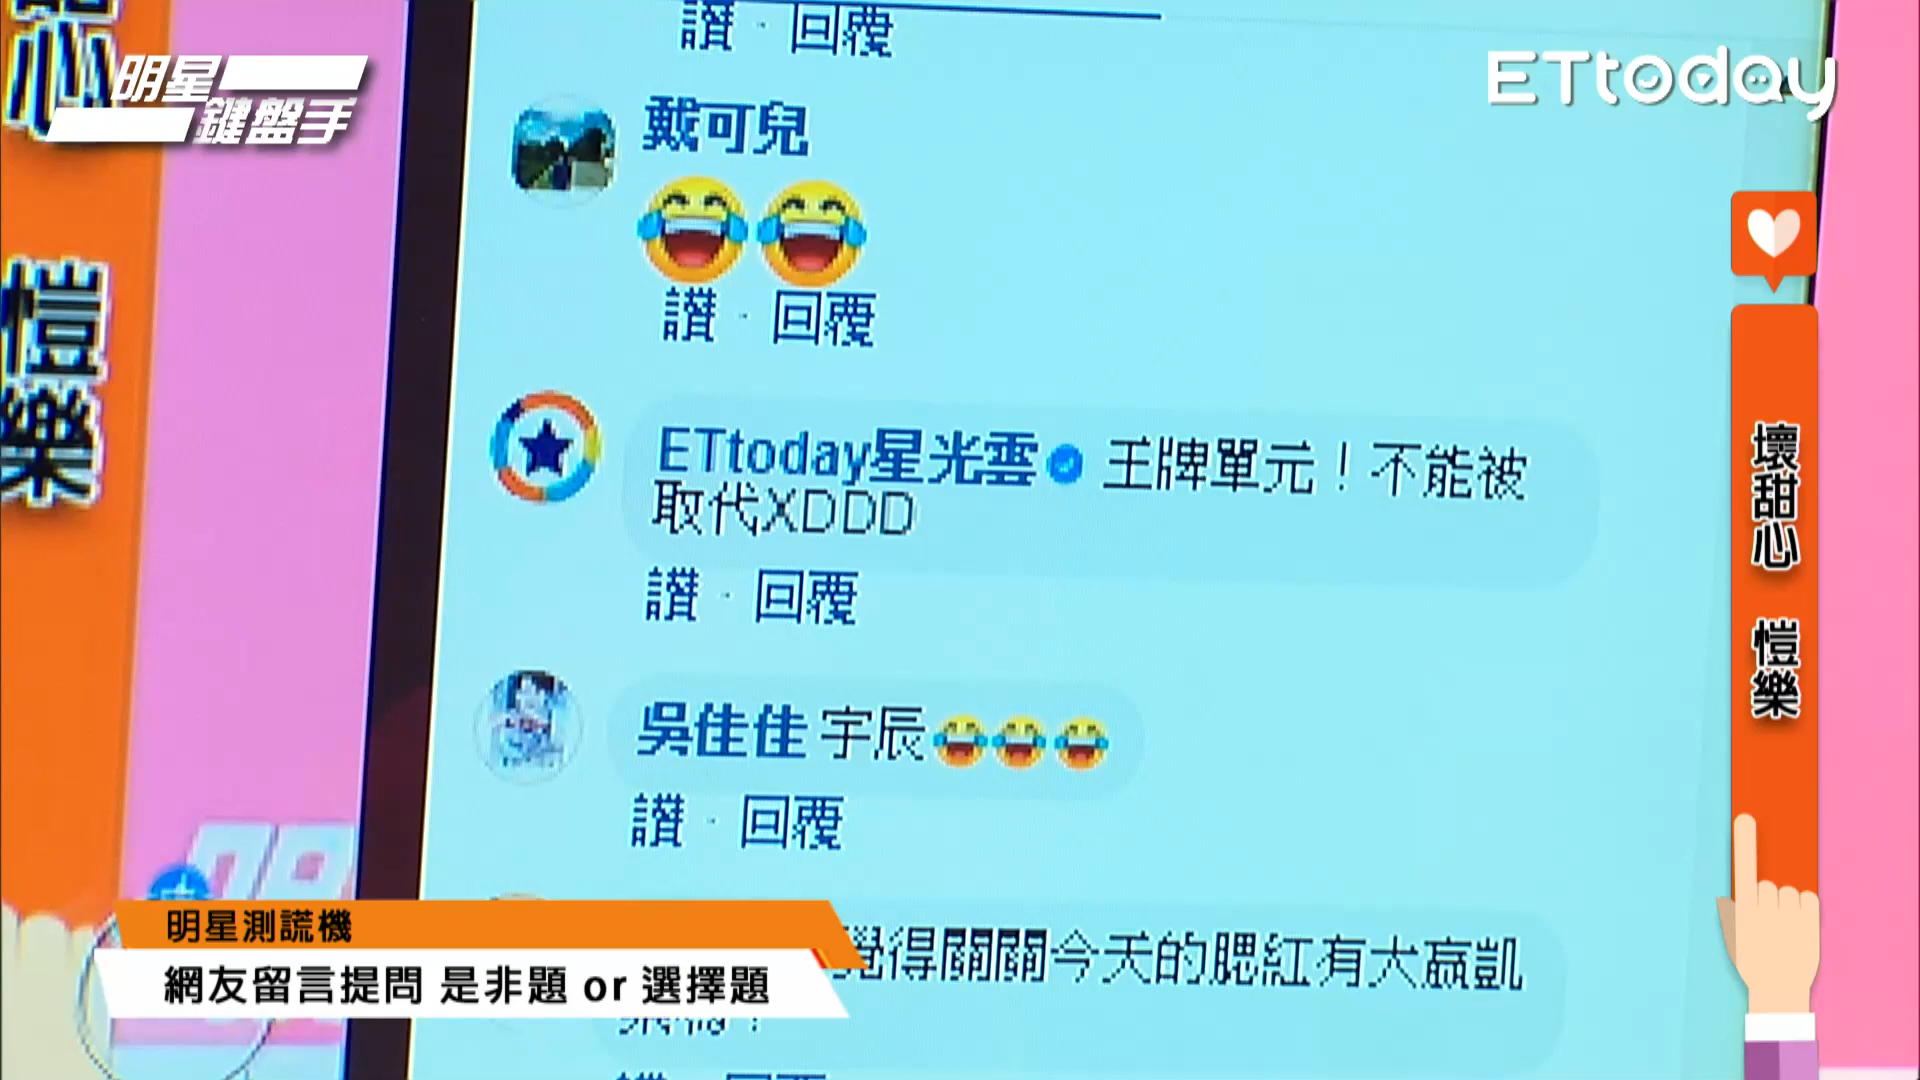 明星
鍵盤手
ETtoday
讚 · 回覆
戴可兒
讚 · 回覆
ETtoday星光雲 王牌單元!不能被
取代XDDD
讚 · 回覆
吳佳佳 宇辰
讚 · 回覆
覺得關關今天的腮紅有大贏凱
明星測謊機
網友留言提問 是非題 or 選擇題
壞甜心 愷樂
心 愷樂